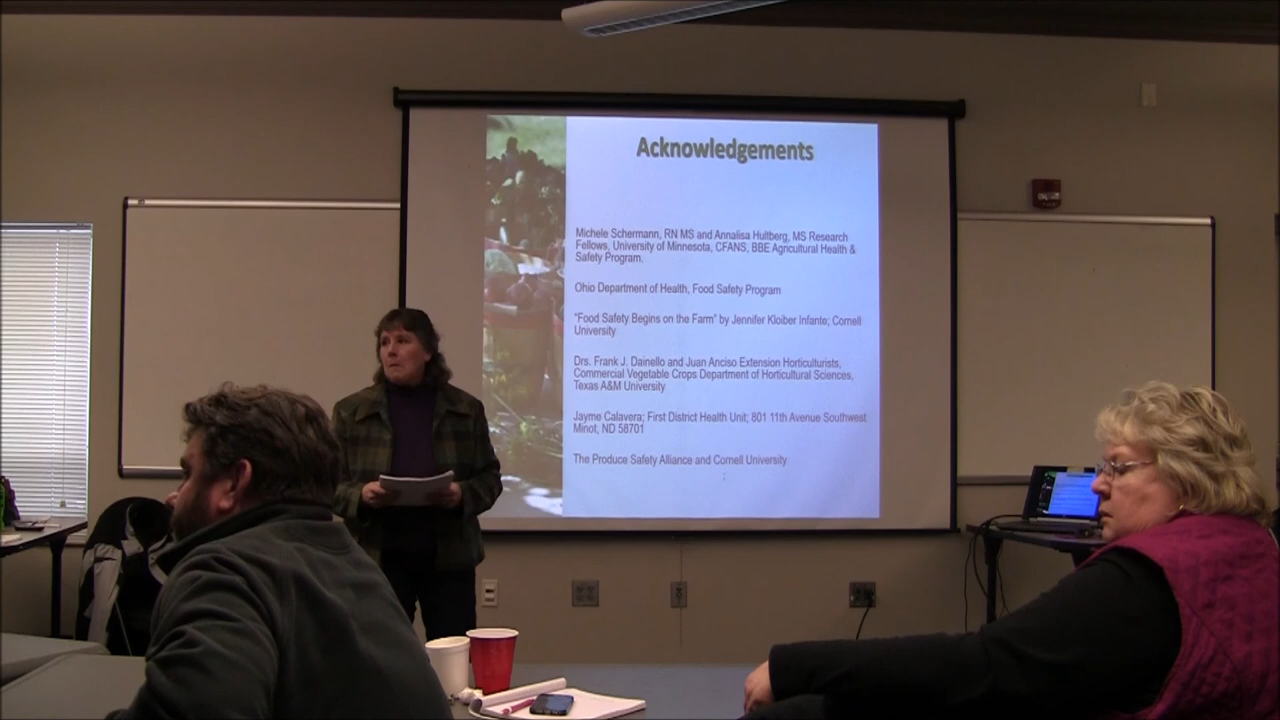 Acknowledgements
Michele Schermann, RN MS and Annalisa Hultberg, MS Research
Fellows, University of Minnesota, CFANS, BBE Agricultural Health &
Safety Program.
Ohio Department of Health, Food Safety Program
"Food Safety Begins on the Farm" by Jennifer Kloiber Infante; Cornell
University
Drs. Frank J. Dainello and Juan Anciso Extension Horticulturists,
Commercial Vegetable Crops Department of Horticultural Sciences,
Texas A&M University
Jayme Calavera; First District Health Unit; 801 11th Avenue Southwest
Minot, ND 58701
The Produce Safety Alliance and Cornell University